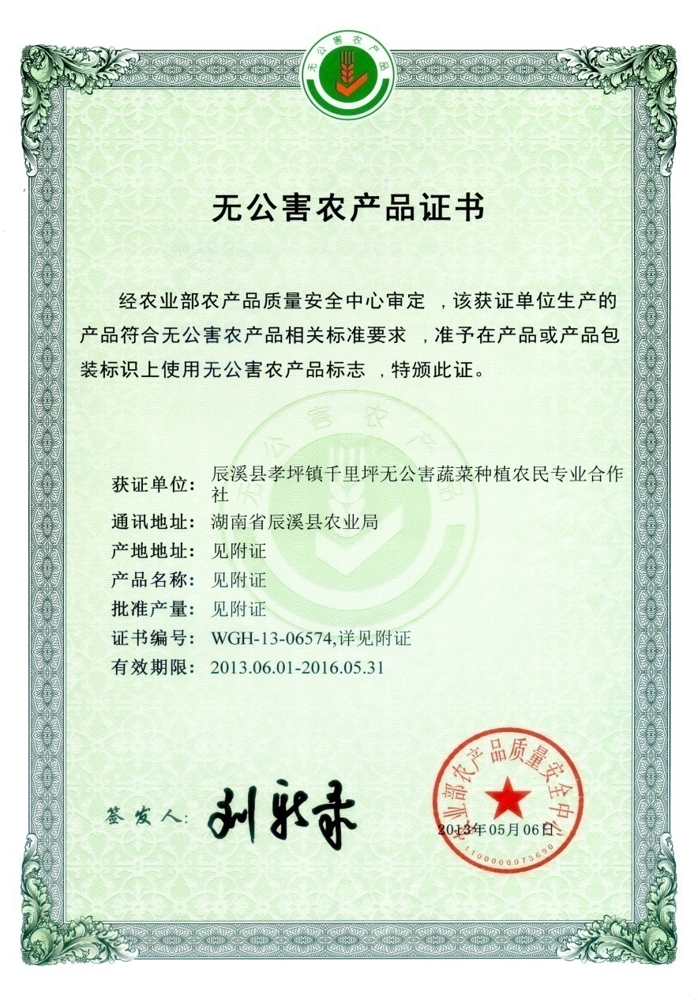 无公害农产品
无公害农产品证书
经农业部农产品质量安全中心审定 ,该获证单位生产的
产品符合无公害农产品相关标准要求 ,准予在产品或产品包
装标识上使用无公害农产品标志 ,特颁此证。
无公害农产品
获证单位: 辰溪县孝坪镇千里坪无公害蔬菜种植农民专业合作
社
通讯地址: 湖南省辰溪县农业局
产地地址: 见附证
产品名称: 见附证
批准产量: 见附证
证书编号: WGH-13-06574,详见附证
有效期限: 2013.06.01-2016.05.31
签发人: 刘新录
农业部农产品质量安全中心
2013年05月06日
1100000073690